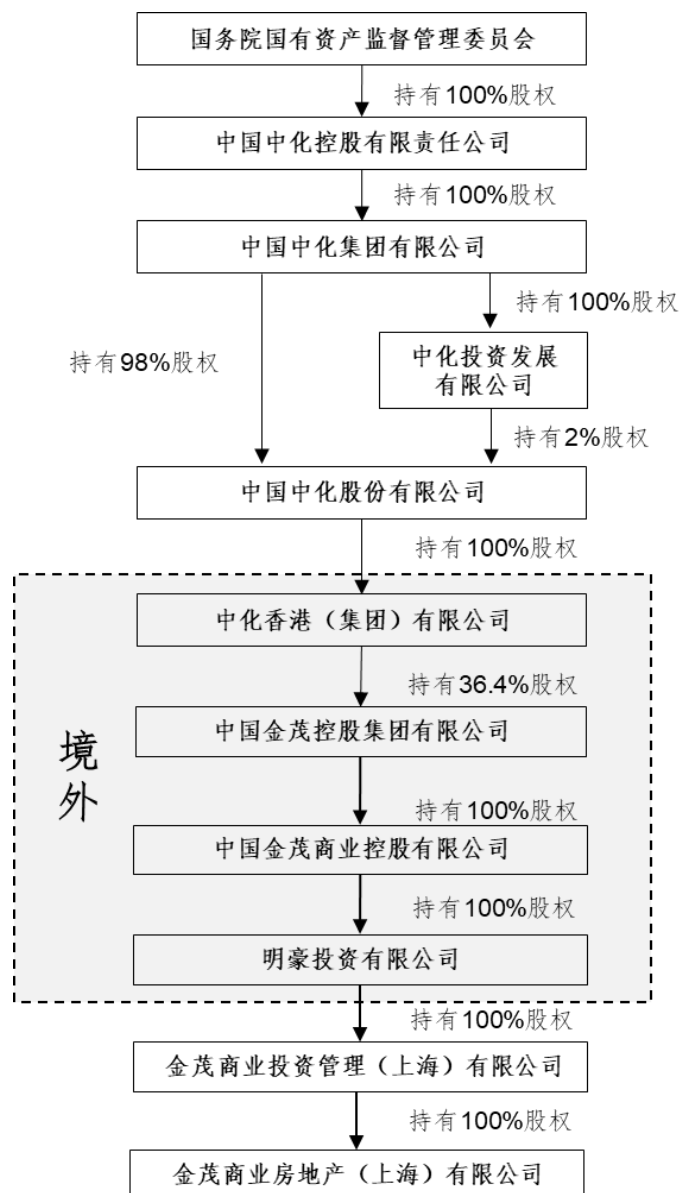 国务院国有资产监督管理委员会
持有100%股权
中国中化控股有限责任公司
持有100%股权
中国中化集团有限公司
持有100%股权
持有98%股权
中化投资发展
有限公司
持有2%股权
中国中化股份有限公司
持有100%股权
中化香港（集团）有限公司
持有36.4%股权
中国金茂控股集团有限公司
境
外
持有100%股权
中国金茂商业控股有限公司
持有100%股权
明豪投资有限公司
持有100%股权
金茂商业投资管理（上海）有限公司
持有100%股权
金茂商业房地产（上海）有限公司